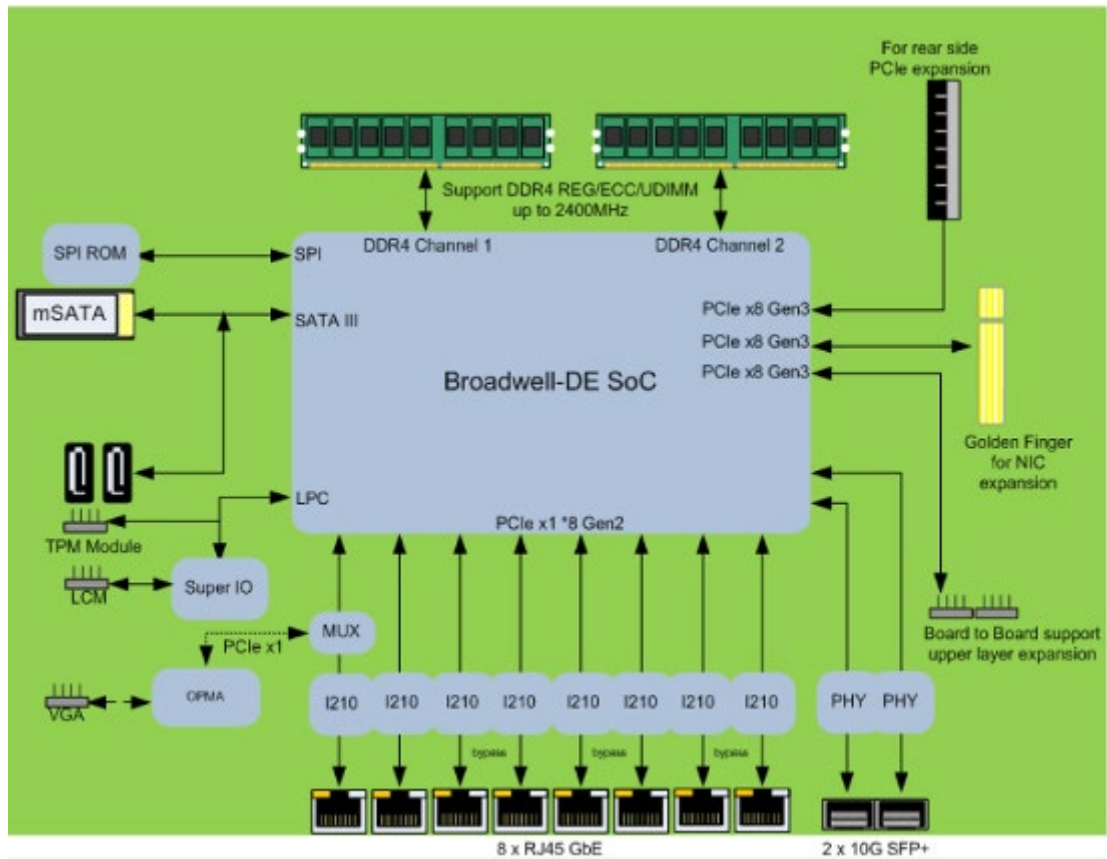 For rear side
PCIe expansion
Support DDR4 REG/ECC/UDIMM
up to 2400MHz
SPI ROM
SPI
DDR4 Channel 1
DDR4 Channel 2
mSATA
SATA III
PCIe x8 Gen3
PCIe x8 Gen3
PCIe x8 Gen3
Broadwell-DE SoC
Golden Finger
for NIC
expansion
LPC
PCIe x1 *8 Gen2
TPM Module
LCM
Super IO
MUX
PCIe x1
Board to Board support
upper layer expansion
OPMA
VGA
I210
I210
I210
I210
I210
I210
I210
I210
PHY
PHY
bypass
bypass
bypass
8 x RJ45 GbE
2 x 10G SFP+